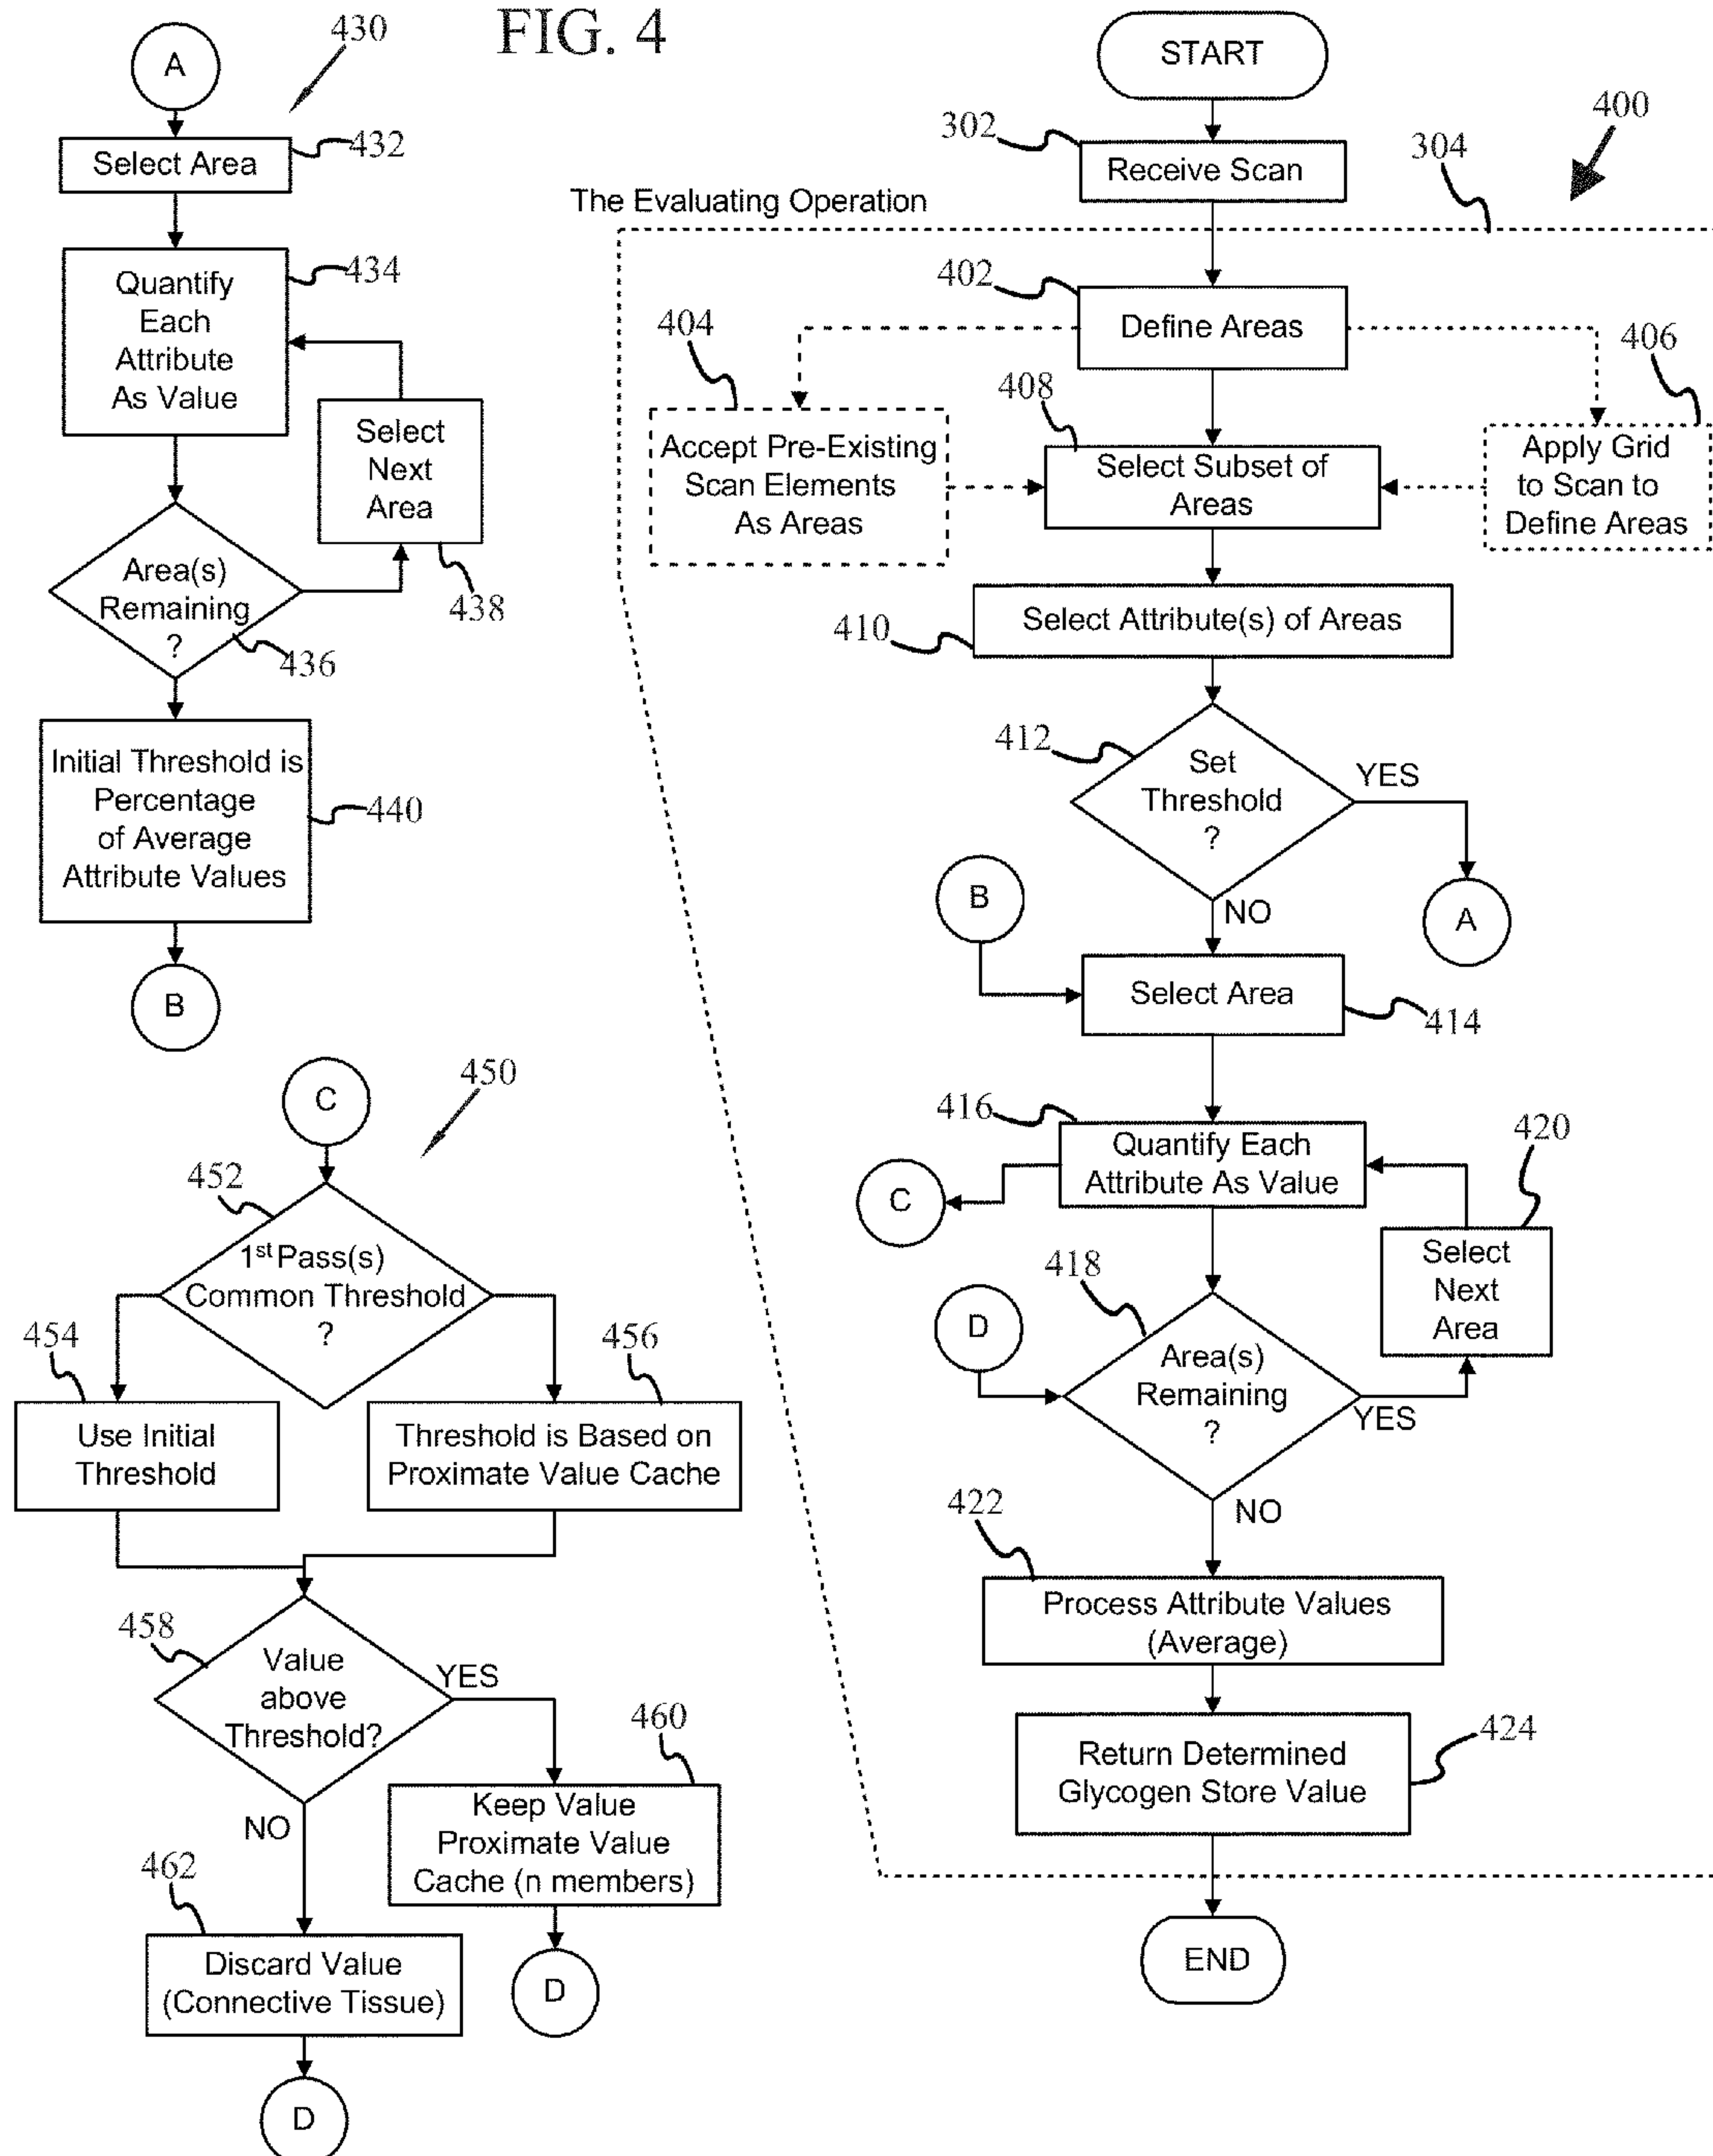 FIG. 4
A
430
Select Area
432
Quantify
Each
Attribute
As Value
434
Select
Next
Area
438
Area(s)
Remaining
?
436
Initial Threshold is
Percentage
of Average
Attribute Values
440
B
C
450
452
1st Pass(s)
Common Threshold
?
454
Use Initial
Threshold
456
Threshold is Based on
Proximate Value Cache
458
Value
above
Threshold?
YES
NO
460
Keep Value
Proximate Value
Cache (n members)
D
462
Discard Value
(Connective Tissue)
D
START
400
302
Receive Scan
304
The Evaluating Operation
402
Define Areas
404
Accept Pre-Existing
Scan Elements
As Areas
406
Apply Grid
to Scan to
Define Areas
408
Select Subset of
Areas
410
Select Attribute(s) of Areas
412
Set
Threshold
?
YES
A
NO
B
Select Area
414
416
Quantify Each
Attribute As Value
C
420
Select
Next
Area
418
D
Area(s)
Remaining
?
YES
NO
422
Process Attribute Values
(Average)
Return Determined
Glycogen Store Value
424
END